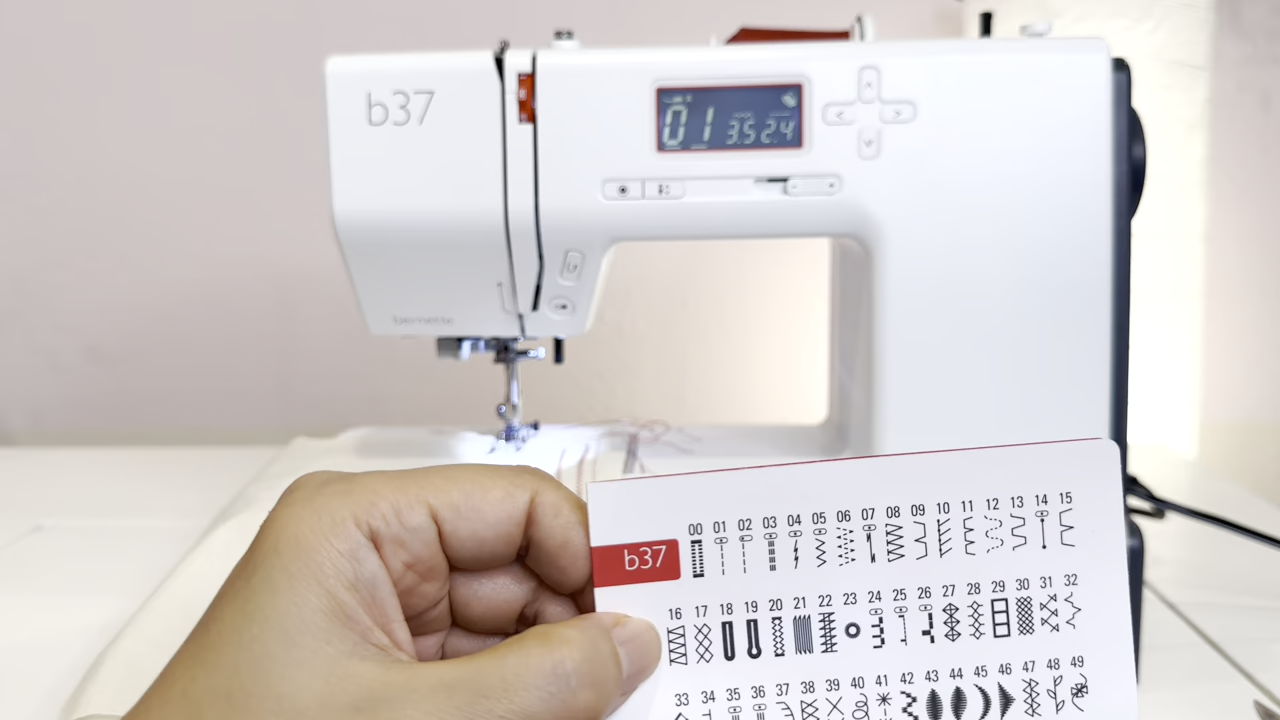 b37
01 3.5 2.4
bernette
b37
00 01 02 03 04 05 06 07 08 09 10 11 12 13 14 15
16 17 18 19 20 21 22 23 24 25 26 27 28 29 30 31 32
33 34 35 36 37 38 39 40 41 42 43 44 45 46 47 48 49